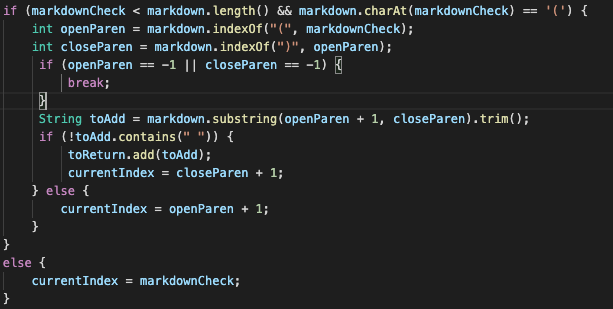 if (markdownCheck < markdown.length() && markdown.charAt(markdownCheck) == '(') {
    int openParen = markdown.indexOf("(", markdownCheck);
    int closeParen = markdown.indexOf(")", openParen);
     if (openParen == -1 || closeParen == -1) {
         break;
     }
     String toAdd = markdown.substring(openParen + 1, closeParen).trim();
     if (!toAdd.contains(" ")) {
         toReturn.add(toAdd);
         currentIndex = closeParen + 1;
    } else {
        currentIndex = openParen + 1;
    }
}
else {
    currentIndex = markdownCheck;
}